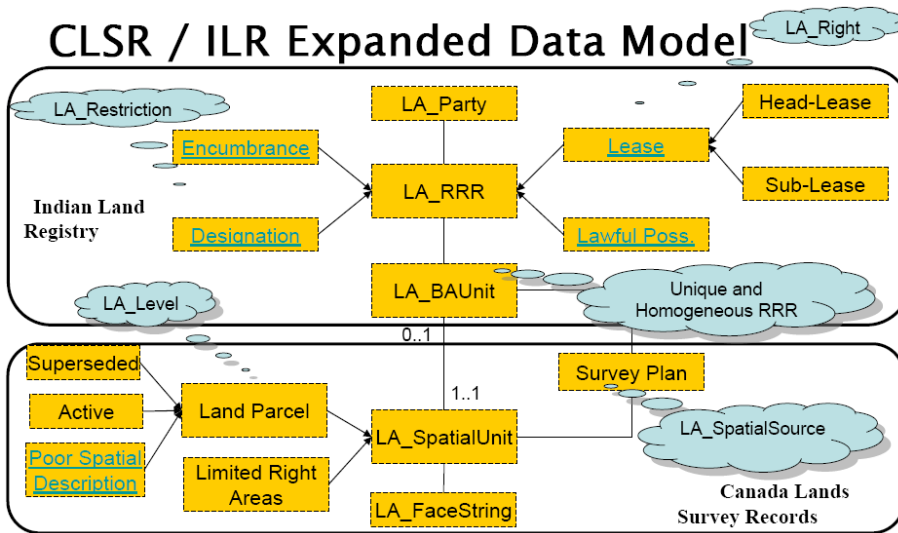 CLSR / ILR Expanded Data Model
LA_Right
LA_Restriction
LA_Party
Head-Lease
Encumbrance
Lease
LA_RRR
Sub-Lease
Indian Land
Registry
Designation
Lawful Poss.
LA_BAUnit
Unique and
Homogeneous RRR
LA_Level
0..1
Superseded
Survey Plan
1..1
Active
Land Parcel
LA_SpatialUnit
LA_SpatialSource
Poor Spatial
Description
Limited Right
Areas
LA_FaceString
Canada Lands
Survey Records